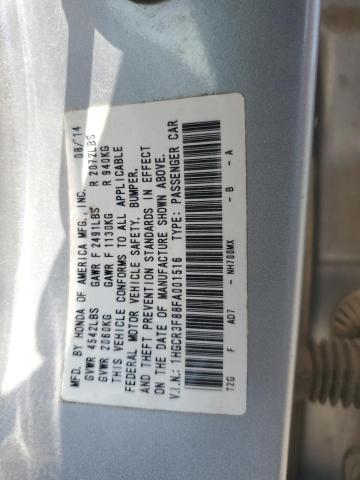 MFD. BY HONDA OF AMERICA MFG., INC. 08/14
GVWR 4542LBS GAWR F 2491LBS R 2072LBS
GVWR 2060KG GAWR F 1130KG R 940KG
THIS VEHICLE CONFORMS TO ALL APPLICABLE
FEDERAL MOTOR VEHICLE SAFETY, BUMPER,
AND THEFT PREVENTION STANDARDS IN EFFECT
ON THE DATE OF MANUFACTURE SHOWN ABOVE.
V.I.N.: 1HGCR3F88FA001516 TYPE: PASSENGER CAR
T2G F AD7 - NH700MX - B - A